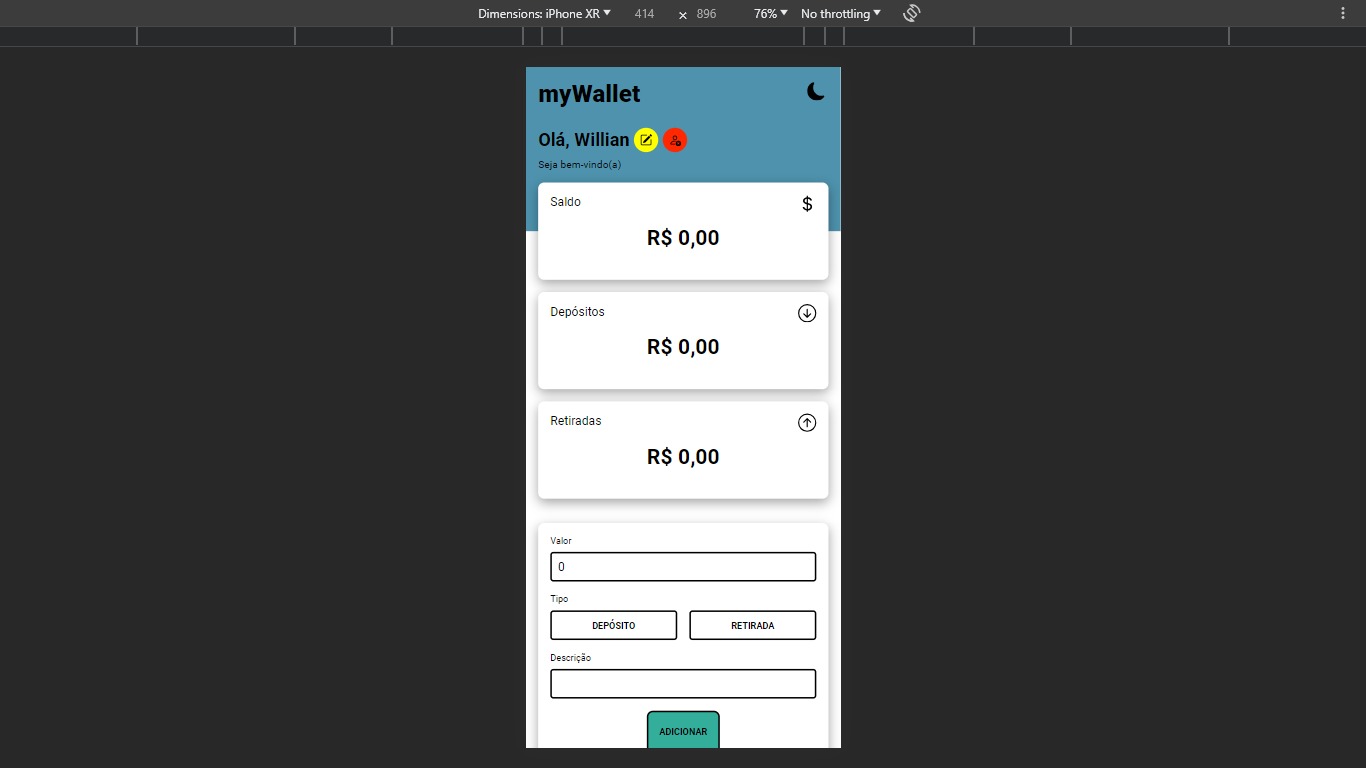 Dimensions: iPhone XR 414 × 896 76% No throttling
myWallet
Olá, Willian
Seja bem-vindo(a)
Saldo $
R$ 0,00
Depósitos
R$ 0,00
Retiradas
R$ 0,00
Valor
0
Tipo
DEPÓSITO RETIRADA
Descrição
ADICIONAR